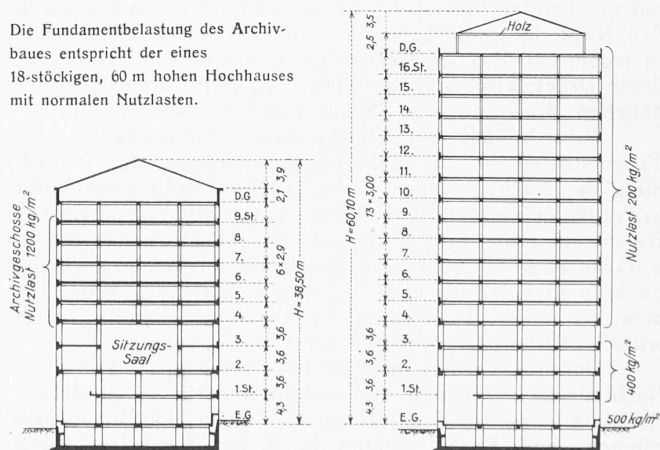 Die Fundamentbelastung des Archiv-
baues entspricht der eines
18-stöckigen, 60 m hohen Hochhauses
mit normalen Nutzlasten.
Archivgeschosse
Nutzlast 1200 kg/m²
D.G
9.St.
8.
7.
6.
5.
4.
3.
2.
1.St.
E.G
Sitzungs-
Saal
3,9
2,1
6×2,9
3,6
3,6
3,6
4,3
H=38,50 m
H=60,10 m
3,5
2,5
13×3,00
3,6
3,6
3,6
4,3
Holz
D.G.
16.St.
15.
14.
13.
12.
11.
10.
9.
8.
7.
6.
5.
4.
3.
2.
1.St.
E.G.
Nutzlast 200 kg/m²
400 kg/m²
500 kg/m²